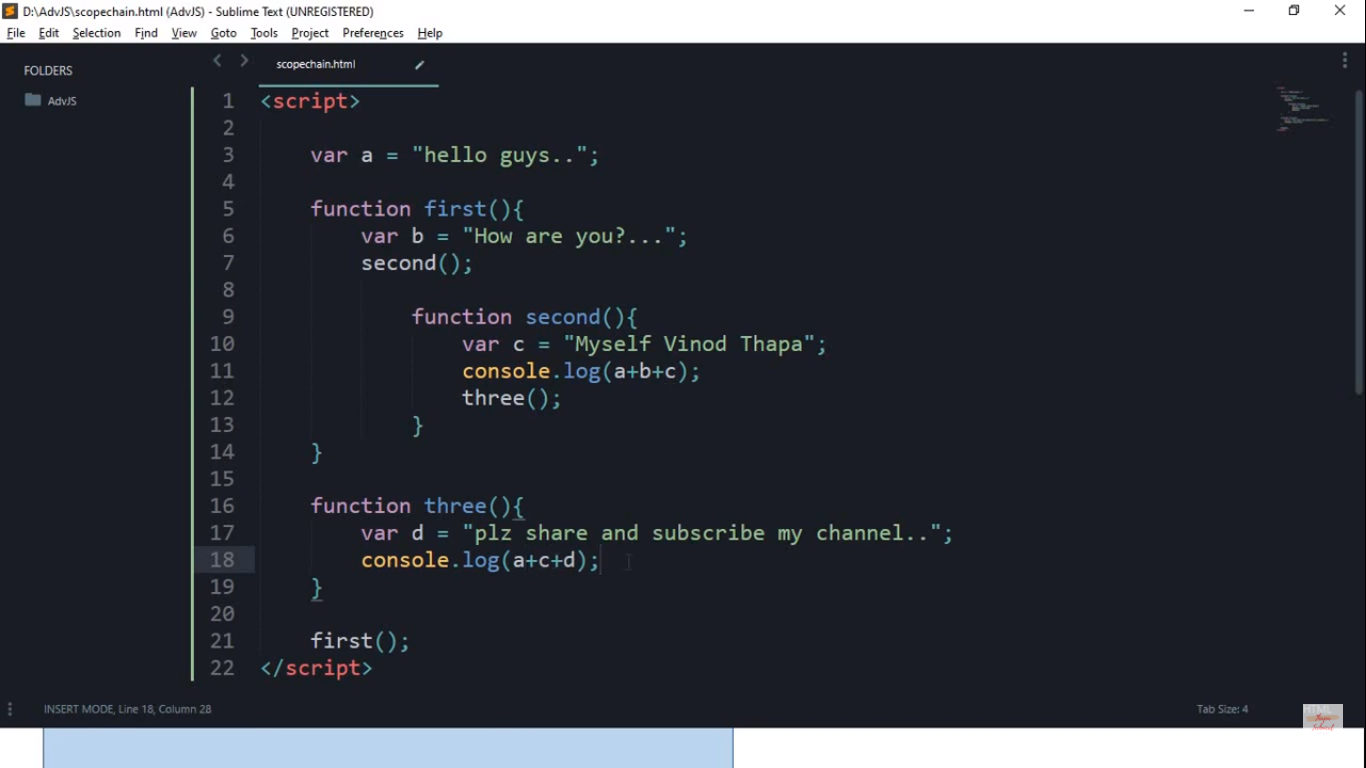 D:\AdvJS\scopechain.html (AdvJS) - Sublime Text (UNREGISTERED)
File Edit Selection Find View Goto Tools Project Preferences Help
FOLDERS
AdvJS
scopechain.html
1 <script>
2
3 var a = "hello guys..";
4
5 function first(){
6 var b = "How are you?...";
7 second();
8
9 function second(){
10 var c = "Myself Vinod Thapa";
11 console.log(a+b+c);
12 three();
13 }
14 }
15
16 function three(){
17 var d = "plz share and subscribe my channel..";
18 console.log(a+c+d);
19 }
20
21 first();
22 </script>
INSERT MODE, Line 18, Column 28
Tab Size: 4
HTML